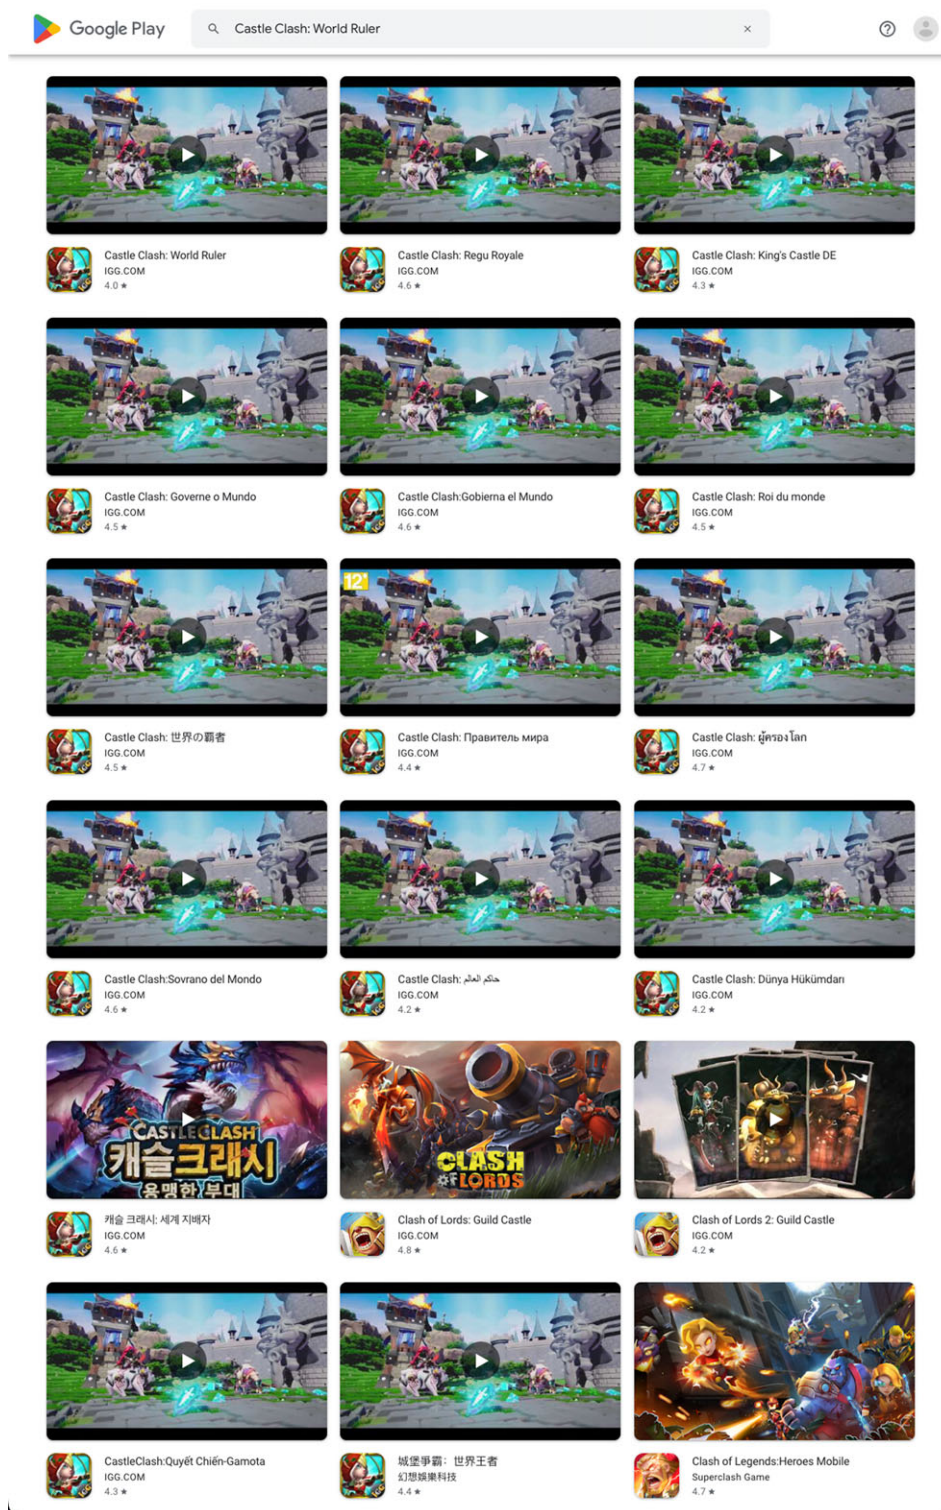 Google Play
Castle Clash: World Ruler
Castle Clash: World Ruler
IGG.COM
4.0 ★
Castle Clash: Regu Royale
IGG.COM
4.6 ★
Castle Clash: King's Castle DE
IGG.COM
4.3 ★
Castle Clash: Governe o Mundo
IGG.COM
4.5 ★
Castle Clash:Gobierna el Mundo
IGG.COM
4.6 ★
Castle Clash: Roi du monde
IGG.COM
4.5 ★
Castle Clash: 世界の覇者
IGG.COM
4.5 ★
12+
Castle Clash: Правитель мира
IGG.COM
4.4 ★
Castle Clash: ผู้ครองโลก
IGG.COM
4.7 ★
Castle Clash:Sovrano del Mondo
IGG.COM
4.6 ★
Castle Clash: حاكم العالم
IGG.COM
4.2 ★
Castle Clash: Dünya Hükümdarı
IGG.COM
4.2 ★
CASTLE CLASH
캐슬크래시
용맹한 부대
캐슬 크래시: 세계 지배자
IGG.COM
4.6 ★
CLASH
OF LORDS
Clash of Lords: Guild Castle
IGG.COM
4.8 ★
Clash of Lords 2: Guild Castle
IGG.COM
4.2 ★
CastleClash:Quyết Chiến-Gamota
IGG.COM
4.3 ★
城堡爭霸：世界王者
幻想娛樂科技
4.4 ★
Clash of Legends:Heroes Mobile
Superclash Game
4.7 ★